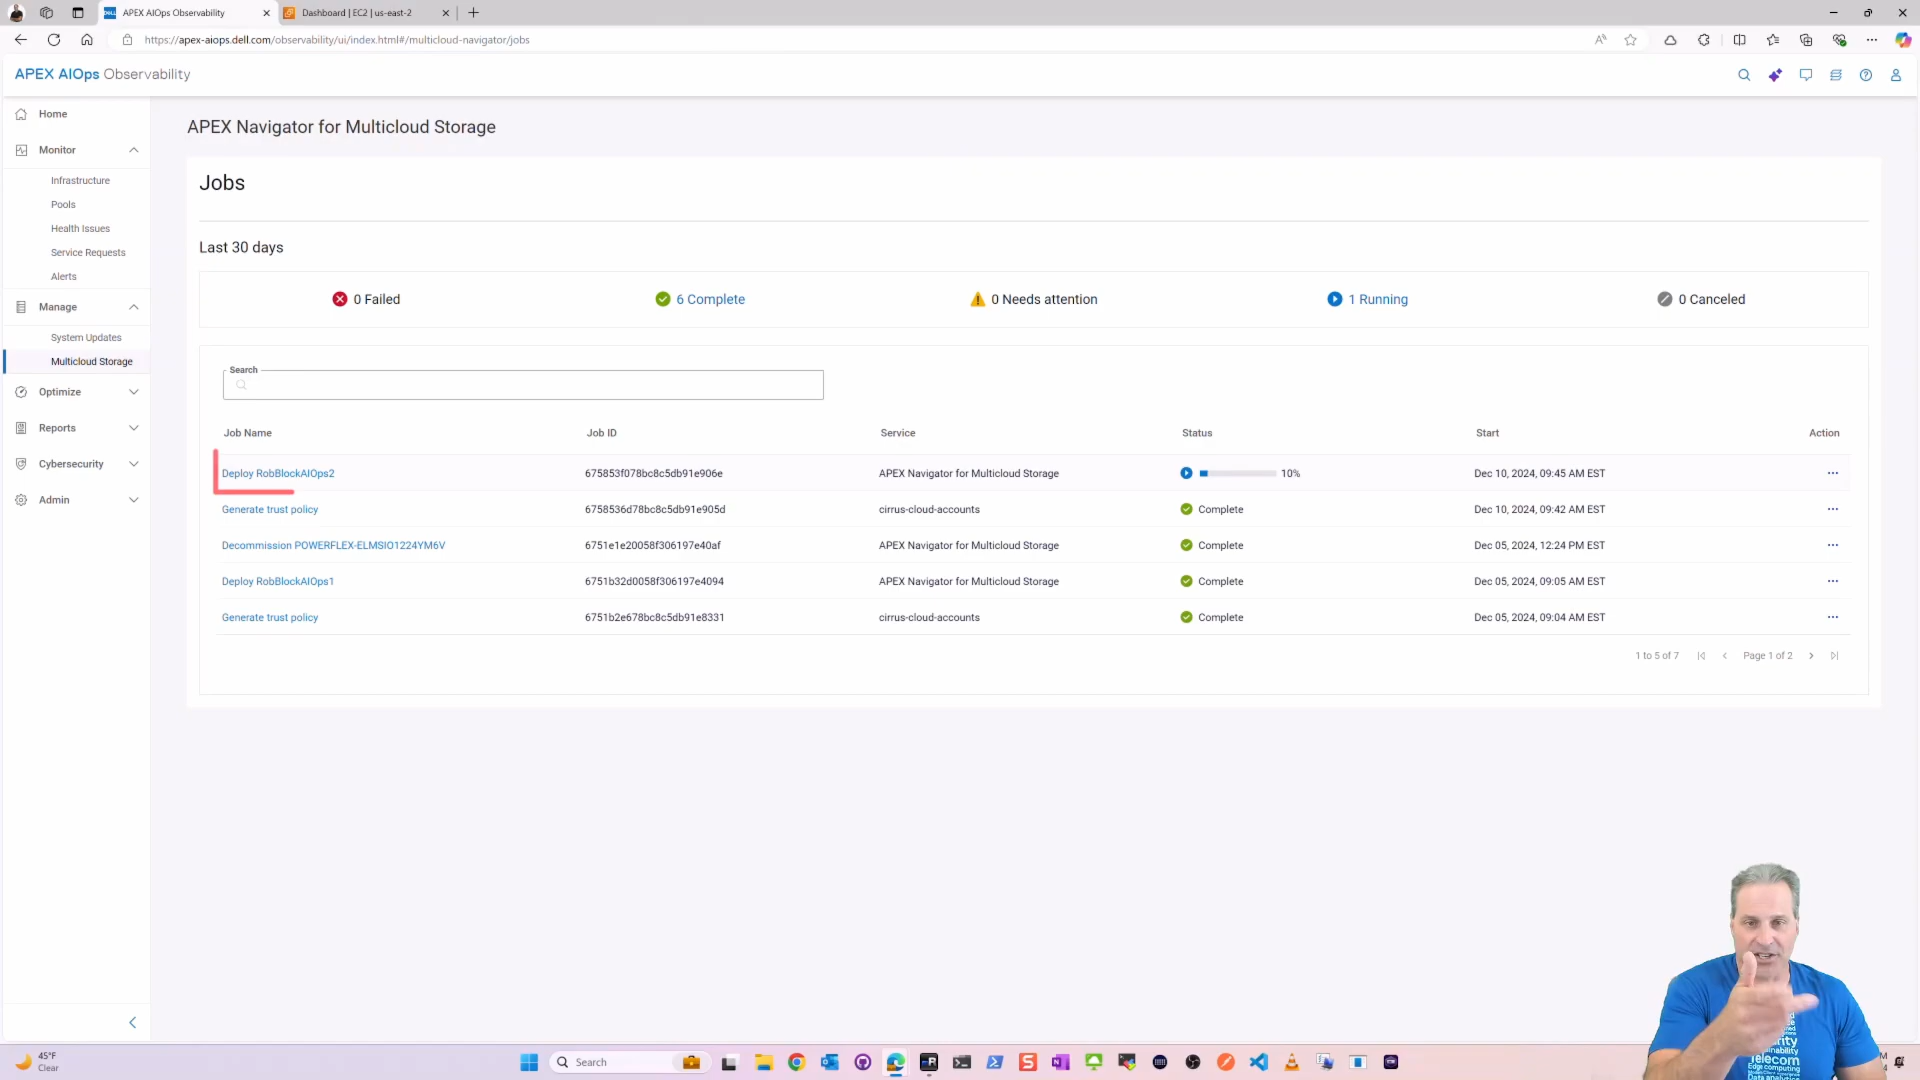 APEX AIOps Observability
Dashboard | EC2 | us-east-2
https://apex-aiops.dell.com/observability/ui/index.html#/multicloud-navigator/jobs
APEX AIOps Observability
Home
Monitor
Infrastructure
Pools
Health Issues
Service Requests
Alerts
Manage
System Updates
Multicloud Storage
Optimize
Reports
Cybersecurity
Admin
APEX Navigator for Multicloud Storage
Jobs
Last 30 days
0 Failed 6 Complete 0 Needs attention 1 Running 0 Canceled
Search
Job Name Job ID Service Status Start Action
Deploy RobBlockAIOps2 675853f078bc8c5db91e906e APEX Navigator for Multicloud Storage 10% Dec 10, 2024, 09:45 AM EST
Generate trust policy 6758536d78bc8c5db91e905d cirrus-cloud-accounts Complete Dec 10, 2024, 09:42 AM EST
Decommission POWERFLEX-ELMSIO1224YM6V 6751e1e20058f306197e40af APEX Navigator for Multicloud Storage Complete Dec 05, 2024, 12:24 PM EST
Deploy RobBlockAIOps1 6751b32d0058f306197e4094 APEX Navigator for Multicloud Storage Complete Dec 05, 2024, 09:05 AM EST
Generate trust policy 6751b2e678bc8c5db91e8331 cirrus-cloud-accounts Complete Dec 05, 2024, 09:04 AM EST
1 to 5 of 7 Page 1 of 2
45°F
Clear
Search
Telecom
Edge computing
Data analytics